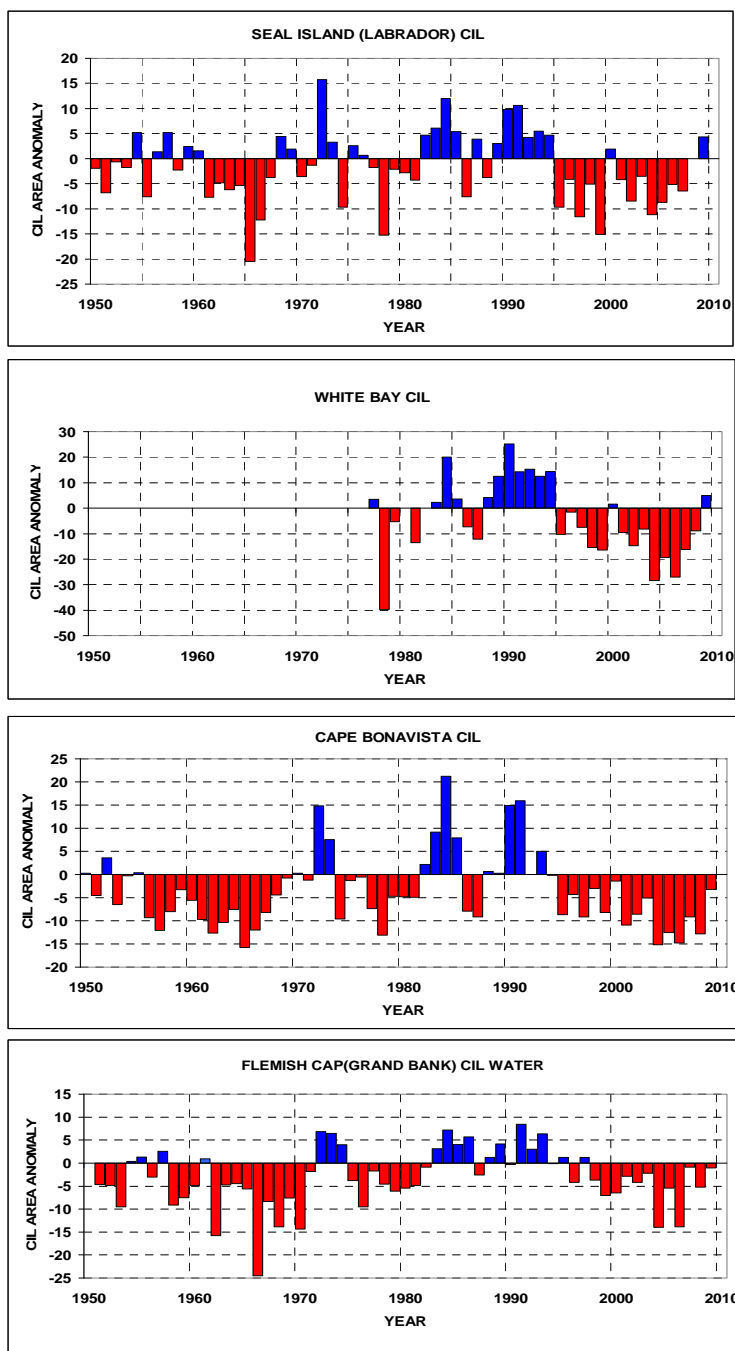 SEAL ISLAND (LABRADOR) CIL
20
15
10
5
0
-5
-10
-15
-20
-25
CIL AREA ANOMALY
1950 1960 1970 1980 1990 2000 2010
YEAR
WHITE BAY CIL
30
20
10
0
-10
-20
-30
-40
-50
CIL AREA ANOMALY
1950 1960 1970 1980 1990 2000 2010
YEAR
CAPE BONAVISTA CIL
25
20
15
10
5
0
-5
-10
-15
-20
CIL AREA ANOMALY
1950 1960 1970 1980 1990 2000 2010
YEAR
FLEMISH CAP(GRAND BANK) CIL WATER
15
10
5
0
-5
-10
-15
-20
-25
CIL AREA ANOMALY
1950 1960 1970 1980 1990 2000 2010
YEAR